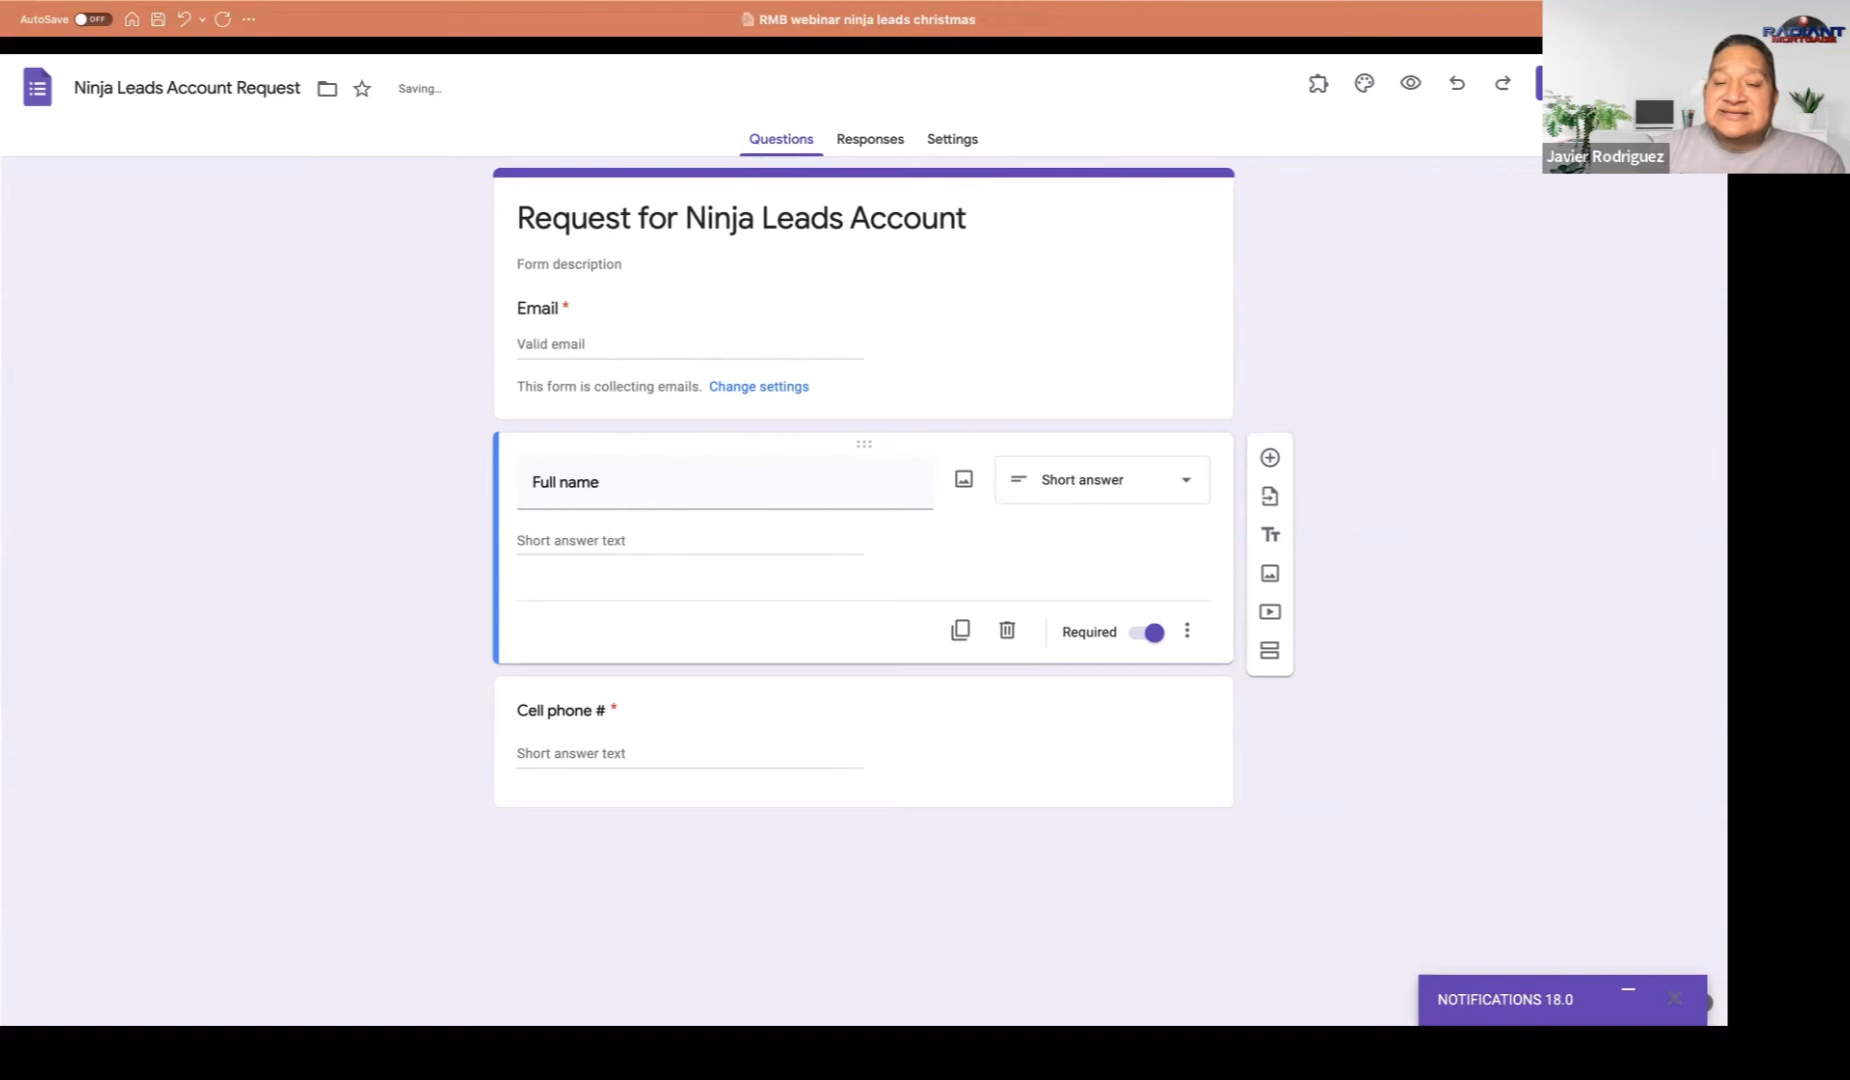 AutoSave OFF
RMB webinar ninja leads christmas
RADIANT
MORTGAGE
Ninja Leads Account Request
Saving...
Javier Rodriguez
Questions Responses Settings
Request for Ninja Leads Account
Form description
Email *
Valid email
This form is collecting emails. Change settings
Full name
Short answer
Short answer text
Required
Cell phone # *
Short answer text
NOTIFICATIONS 18.0